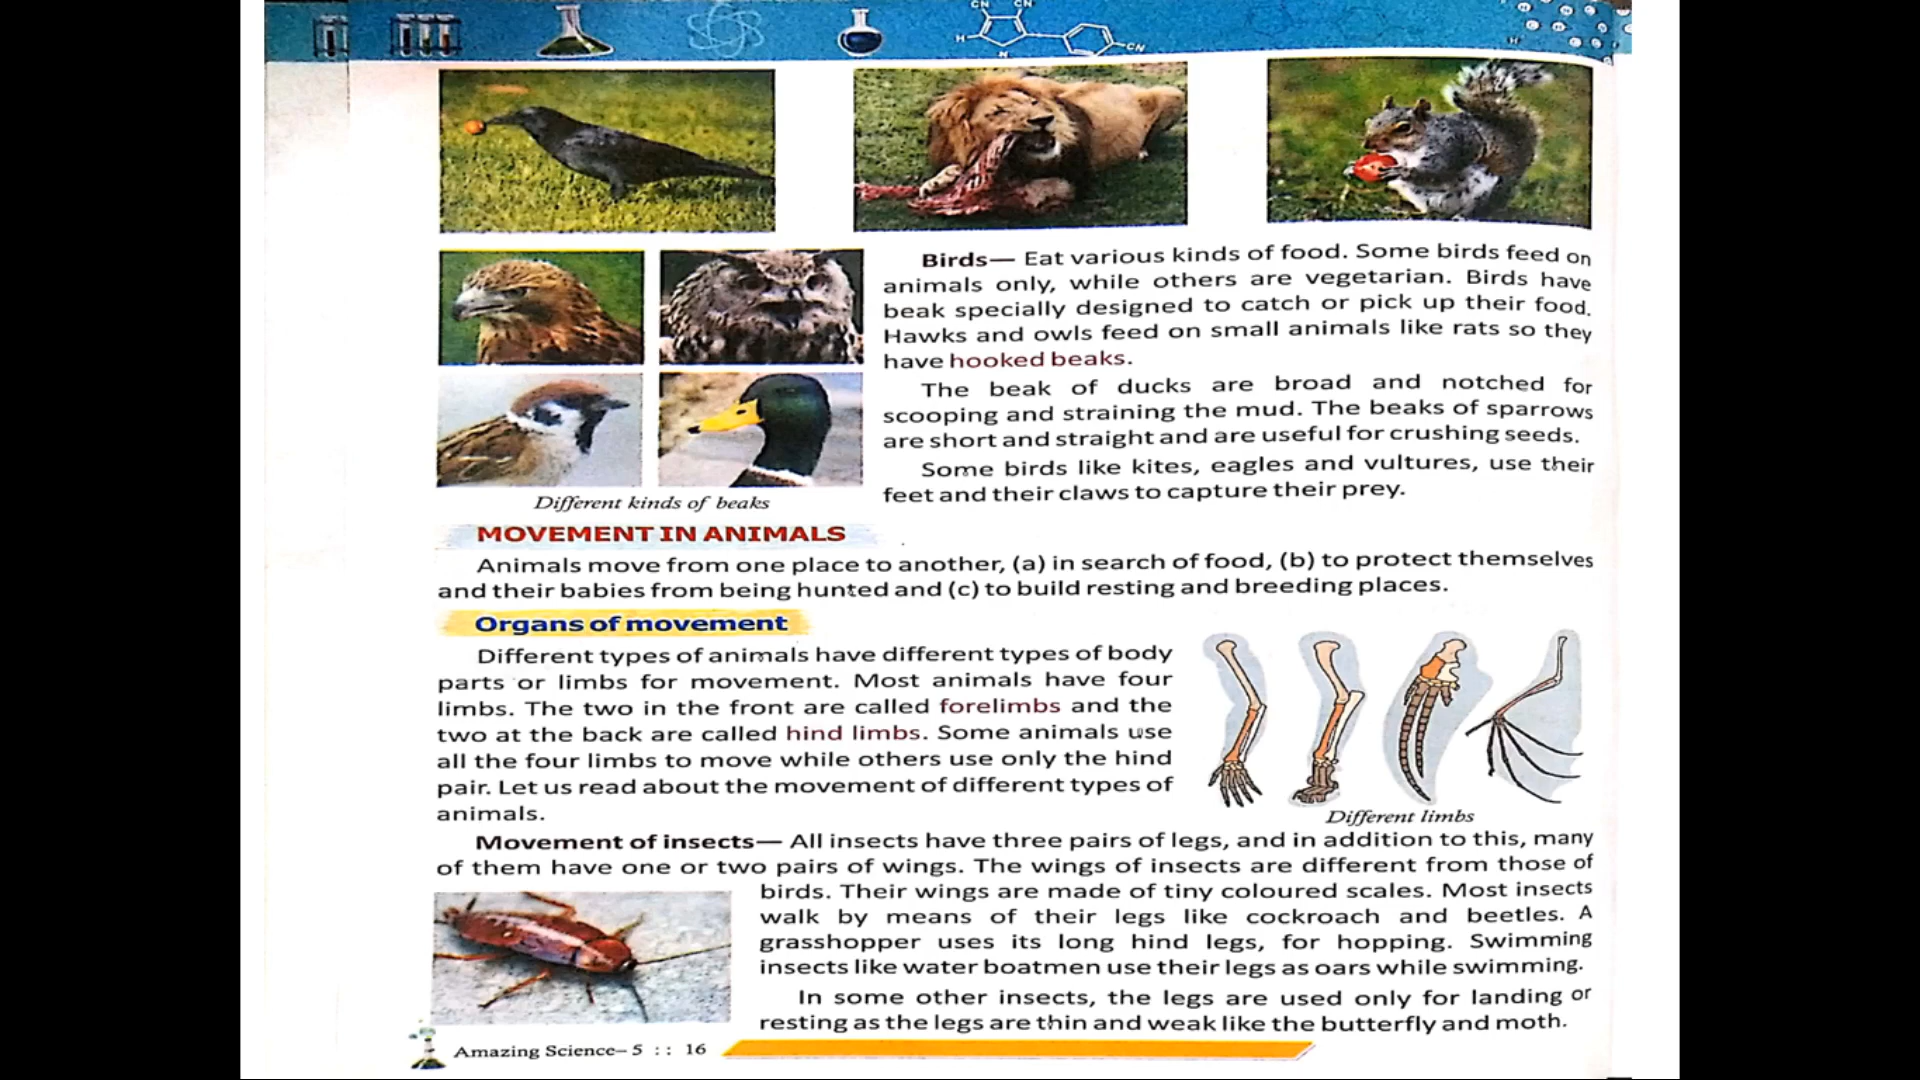 CN
CN
H
N
CN
Birds— Eat various kinds of food. Some birds feed on
animals only, while others are vegetarian. Birds have
beak specially designed to catch or pick up their food.
Hawks and owls feed on small animals like rats so they
have hooked beaks.
The beak of ducks are broad and notched for
scooping and straining the mud. The beaks of sparrows
are short and straight and are useful for crushing seeds.
Some birds like kites, eagles and vultures, use their
feet and their claws to capture their prey.
Different kinds of beaks
MOVEMENT IN ANIMALS
Animals move from one place to another, (a) in search of food, (b) to protect themselves
and their babies from being hunted and (c) to build resting and breeding places.
Organs of movement
Different types of animals have different types of body
parts or limbs for movement. Most animals have four
limbs. The two in the front are called forelimbs and the
two at the back are called hind limbs. Some animals use
all the four limbs to move while others use only the hind
pair. Let us read about the movement of different types of
animals.
Different limbs
Movement of insects— All insects have three pairs of legs, and in addition to this, many
of them have one or two pairs of wings. The wings of insects are different from those of
birds. Their wings are made of tiny coloured scales. Most insects
walk by means of their legs like cockroach and beetles. A
grasshopper uses its long hind legs, for hopping. Swimming
insects like water boatmen use their legs as oars while swimming.
In some other insects, the legs are used only for landing or
resting as the legs are thin and weak like the butterfly and moth.
Amazing Science–5 :: 16